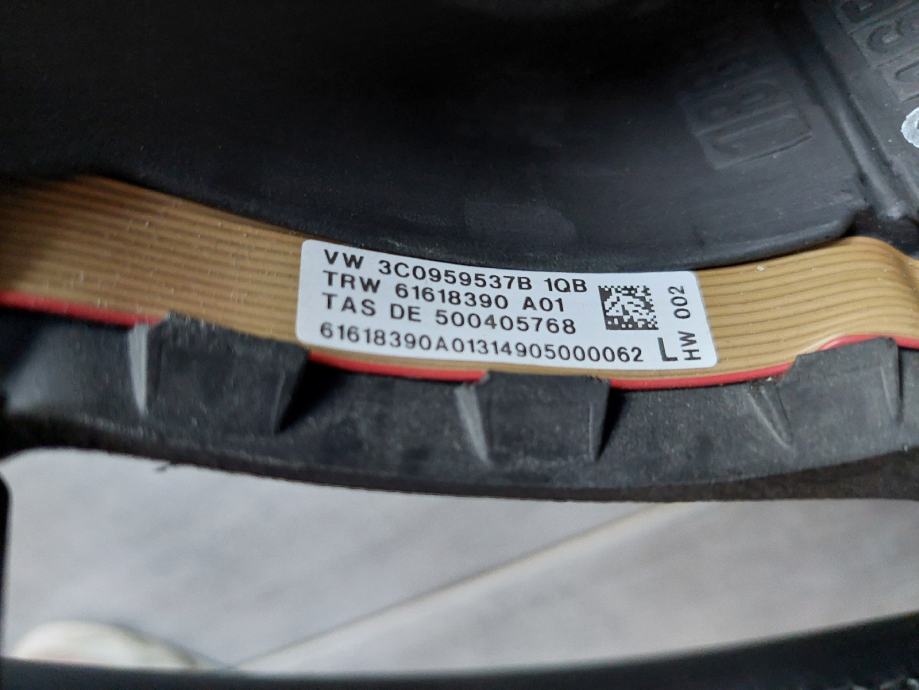 VW 3C0959537B 1QB
TRW 61618390 A01
TAS DE 500405768
61618390A01314905000062
L
HW 002